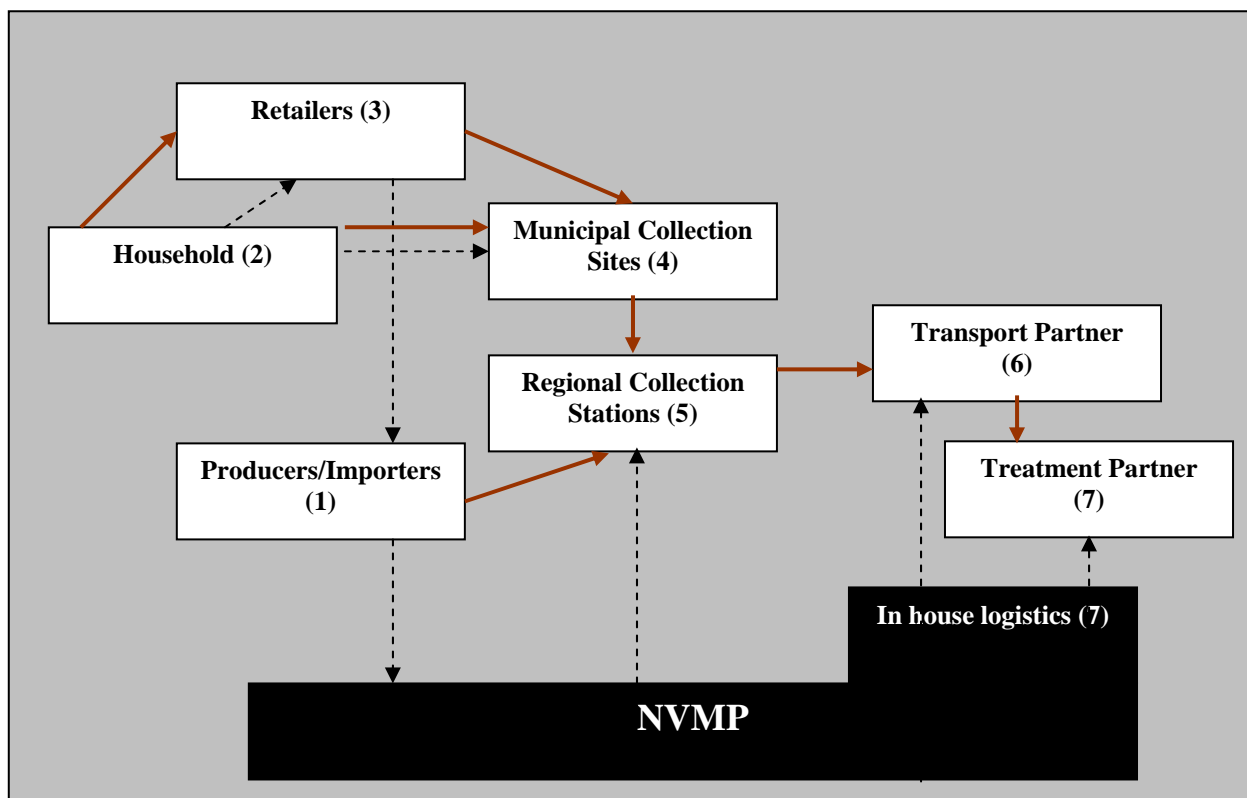 Retailers (3)
Household (2)
Municipal Collection
Sites (4)
Transport Partner
(6)
Regional Collection
Stations (5)
Producers/Importers
(1)
Treatment Partner
(7)
In house logistics (7)
NVMP